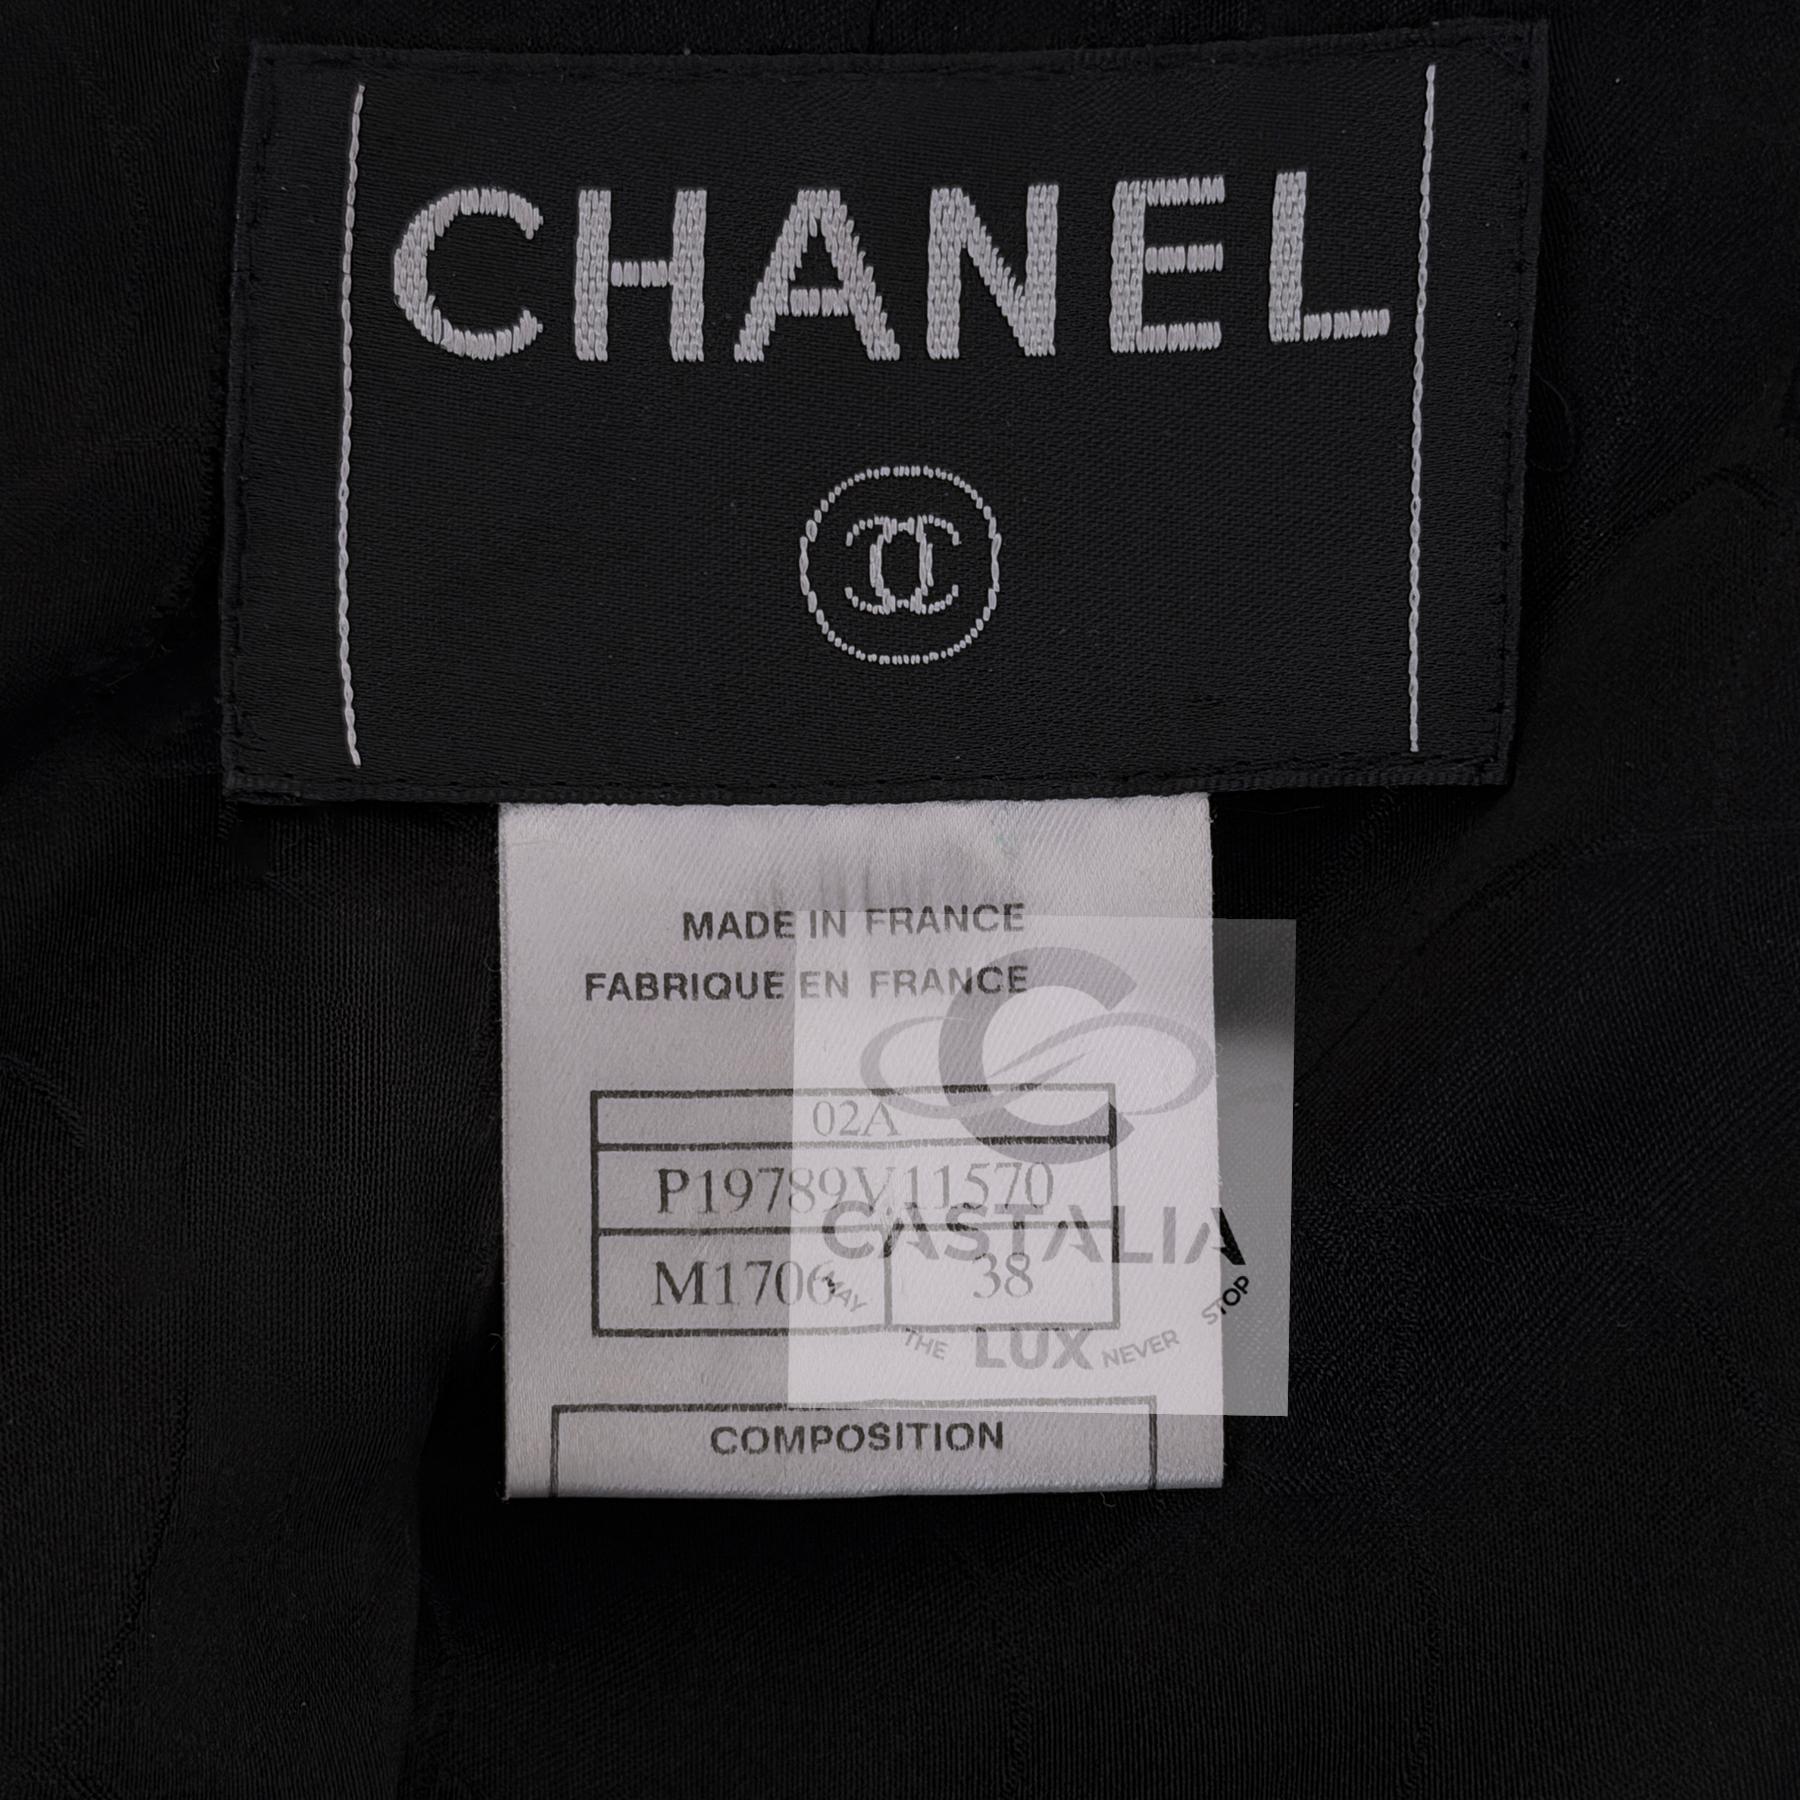 CHANEL
MADE IN FRANCE
FABRIQUE EN FRANCE
02A
P19789V11570
M1706 38
CASTALIA
MAY THE LUX NEVER STOP
COMPOSITION